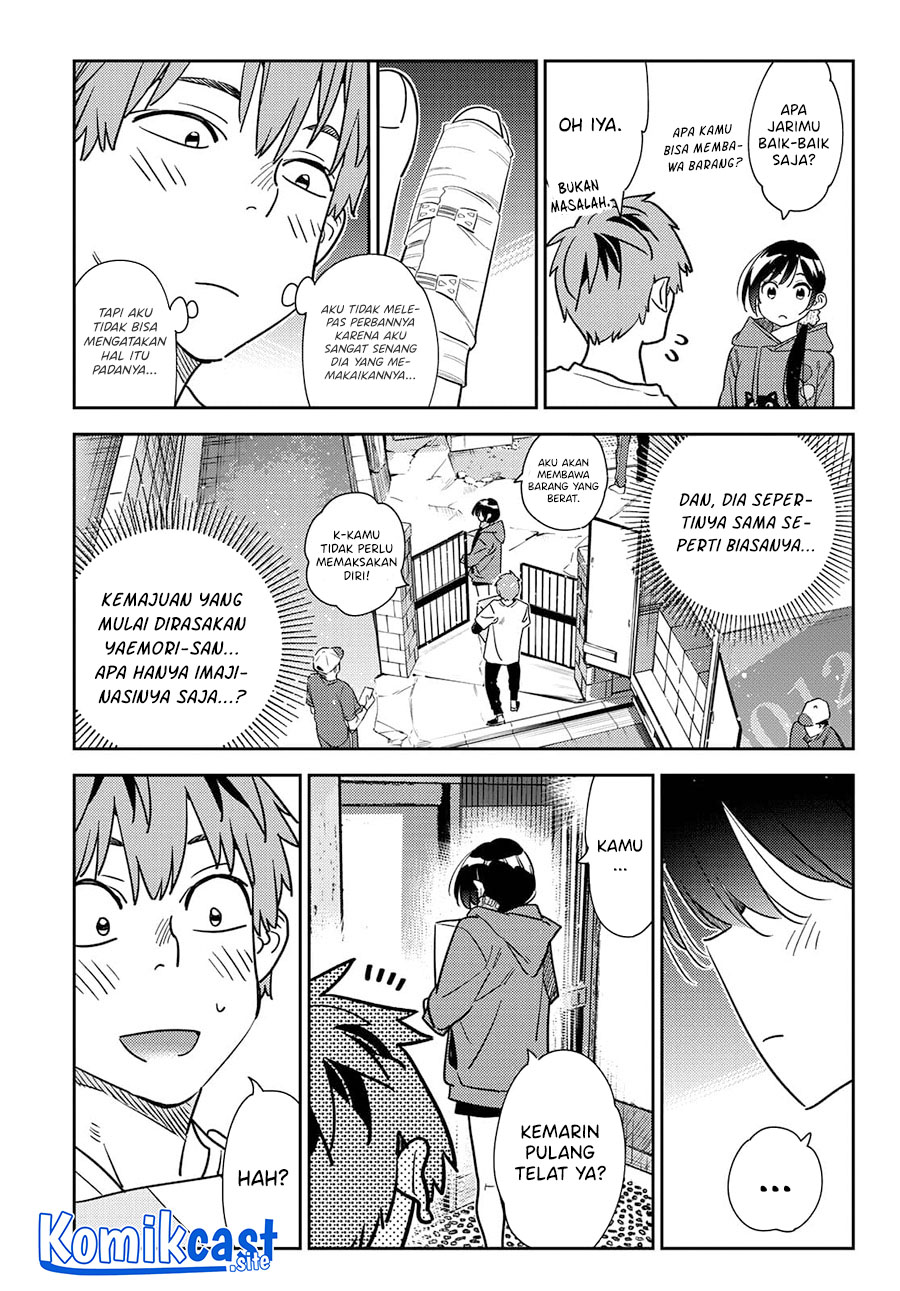 APA
JARIMU
BAIK-BAIK
SAJA?
APA KAMU
BISA MEMBA-
WA BARANG?
OH IYA.
BUKAN
MASALAH.
AKU TIDAK MELE-
PAS PERBANNYA
KARENA AKU
SANGAT SENANG
DIA YANG ME-
MAKAIKANNYA...
TAPI AKU
TIDAK BISA
MENGATAKAN
HAL ITU
PADANYA...
DAN, DIA SEPER-
TINYA SAMA SE-
PERTI BIASANYA...
AKU AKAN
MEMBAWA
BARANG YANG
BERAT.
K-KAMU
TIDAK PERLU
MEMAKSAKAN
DIRI!
KEMAJUAN YANG
MULAI DIRASAKAN
YAEMORI-SAN...
APA HANYA IMAJI-
NASINYA SAJA...?
012
...
KAMU
...
KEMARIN
PULANG
TELAT YA?
HAH?
Komikcast
.site